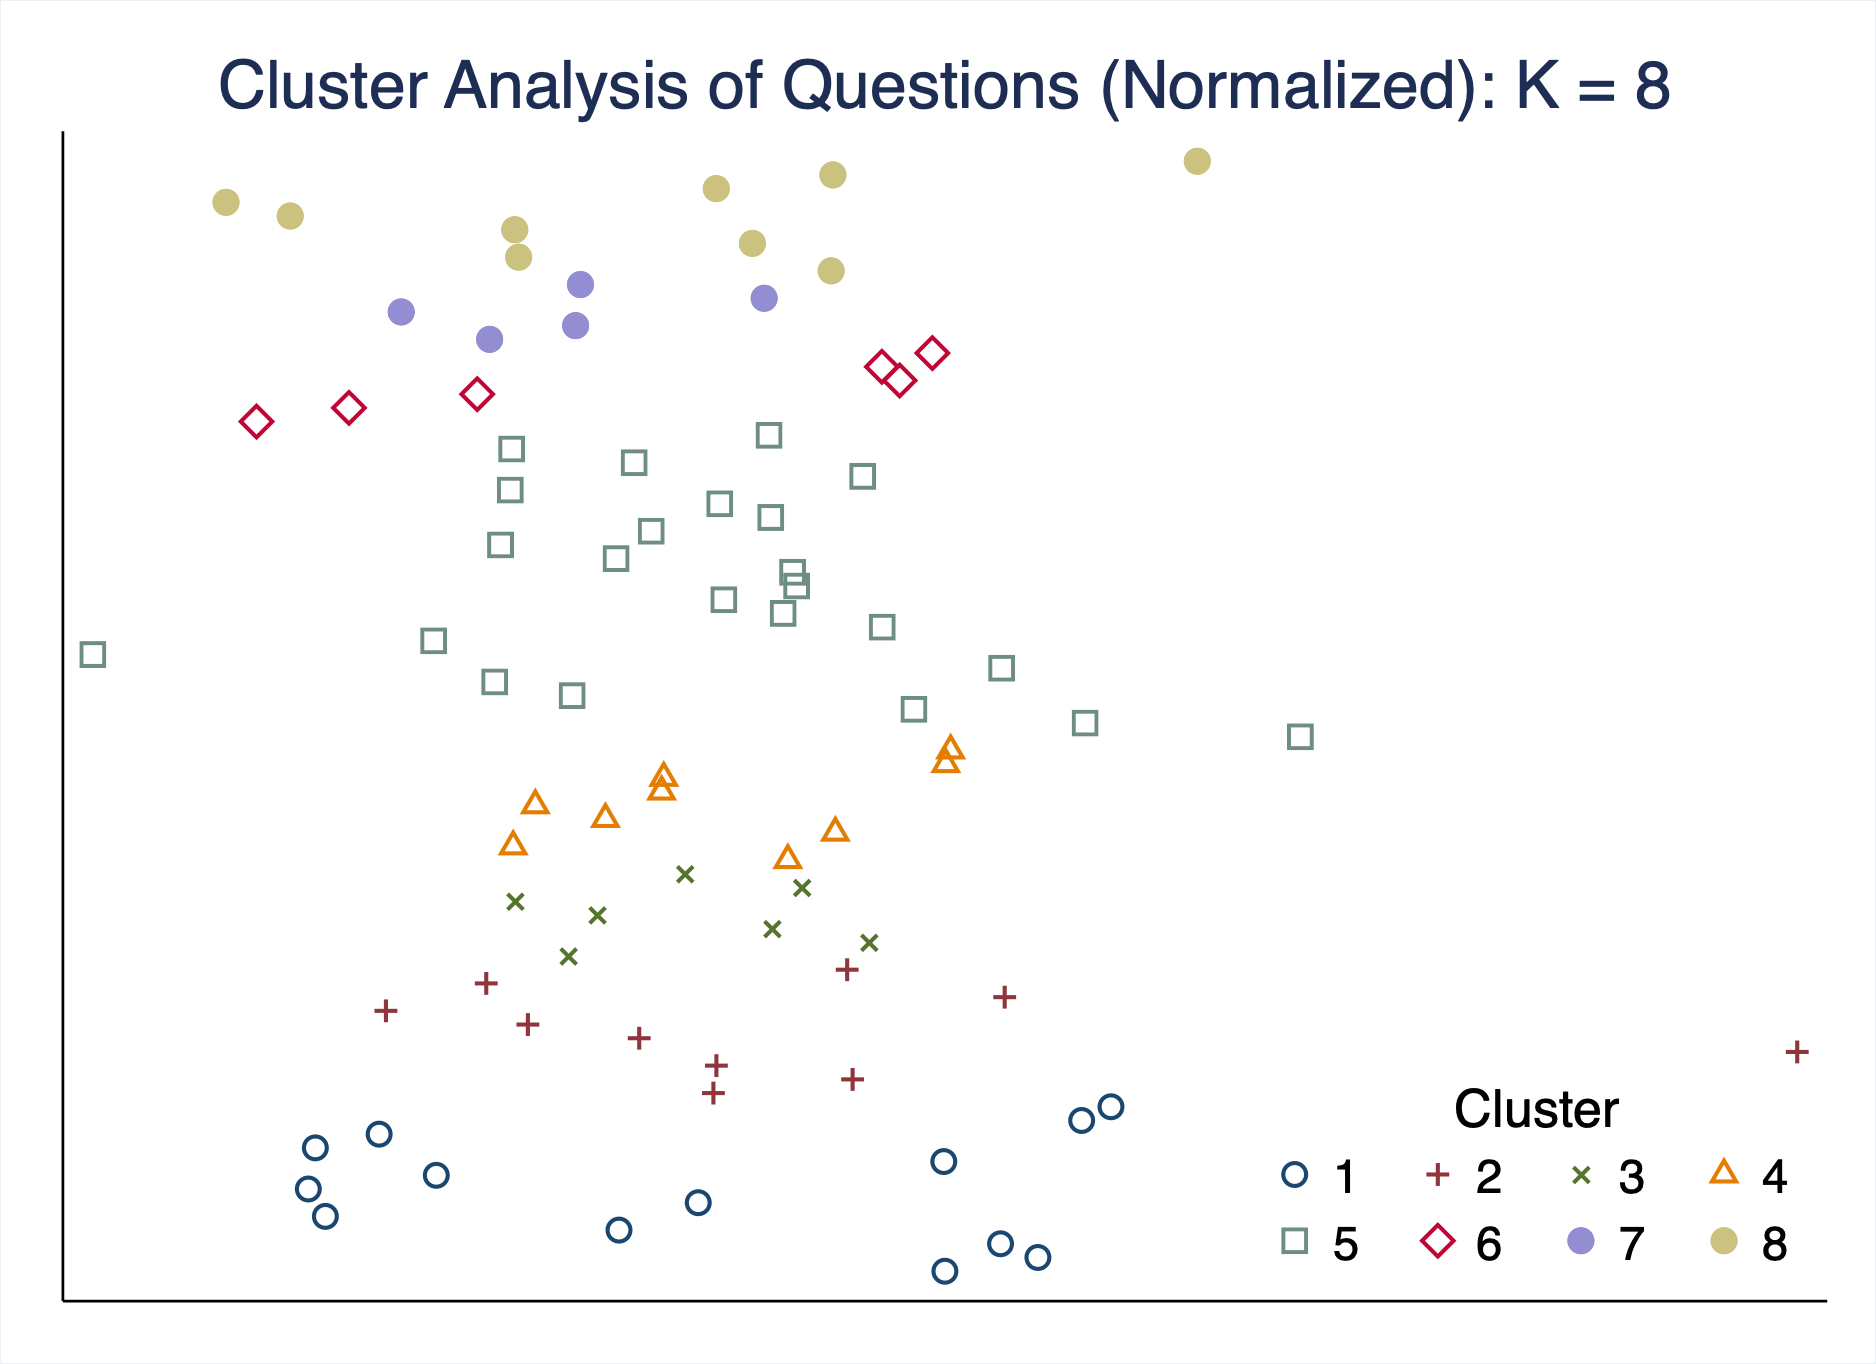 Cluster Analysis of Questions (Normalized): K = 8
Cluster
1 2 3 4
5 6 7 8